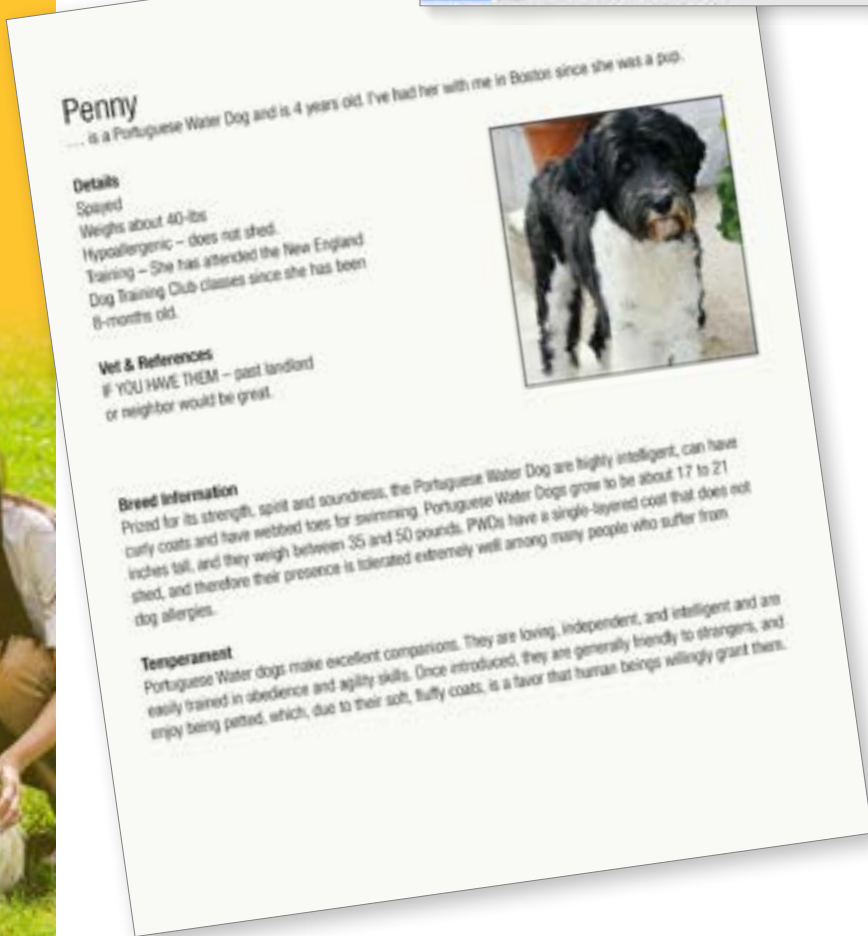 Penny
... is a Portuguese Water Dog and is 4 years old. I've had her with me in Boston since she was a pup.
Details
Spayed
Weighs about 40-lbs
Hypoallergenic – does not shed.
Training – She has attended the New England
Dog Training Club classes since she has been
8-months old.
Vet & References
IF YOU HAVE THEM – past landlord
or neighbor would be great.
Breed Information
Prized for its strength, spirit and soundness, the Portuguese Water Dog are highly intelligent, can have
curly coats and have webbed toes for swimming. Portuguese Water Dogs grow to be about 17 to 21
inches tall, and they weigh between 35 and 50 pounds. PWDs have a single-layered coat that does not
shed, and therefore their presence is tolerated extremely well among many people who suffer from
dog allergies.
Temperament
Portuguese Water dogs make excellent companions. They are loving, independent, and intelligent and are
easily trained in obedience and agility skills. Once introduced, they are generally friendly to strangers, and
enjoy being petted, which, due to their soft, fluffy coats, is a favor that human beings willingly grant them.